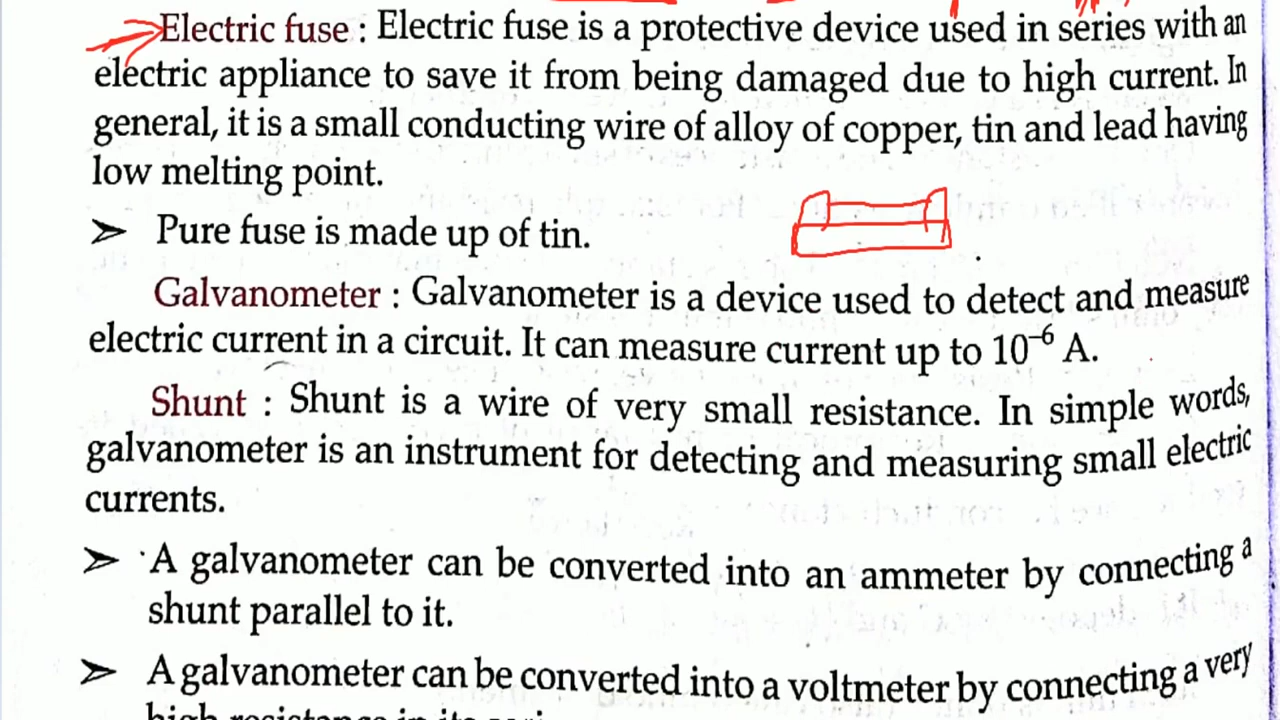 Electric fuse : Electric fuse is a protective device used in series with an
electric appliance to save it from being damaged due to high current. In
general, it is a small conducting wire of alloy of copper, tin and lead having
low melting point.
➢ Pure fuse is made up of tin.
Galvanometer : Galvanometer is a device used to detect and measure
electric current in a circuit. It can measure current up to 10⁻⁶ A.
Shunt : Shunt is a wire of very small resistance. In simple words,
galvanometer is an instrument for detecting and measuring small electric
currents.
➢ A galvanometer can be converted into an ammeter by connecting a
shunt parallel to it.
➢ A galvanometer can be converted into a voltmeter by connecting a very
high resistance in its